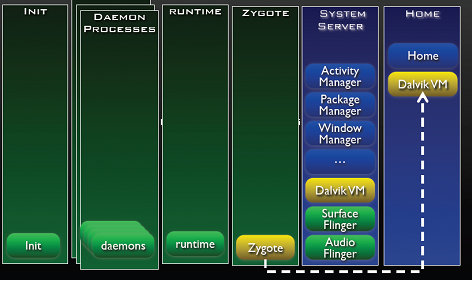 Init
Daemon
Processes
runtime
Zygote
System
Server
Home
Init
daemons
runtime
Zygote
Activity
Manager
Package
Manager
Window
Manager
...
Dalvik VM
Surface
Flinger
Audio
Flinger
Home
Dalvik VM